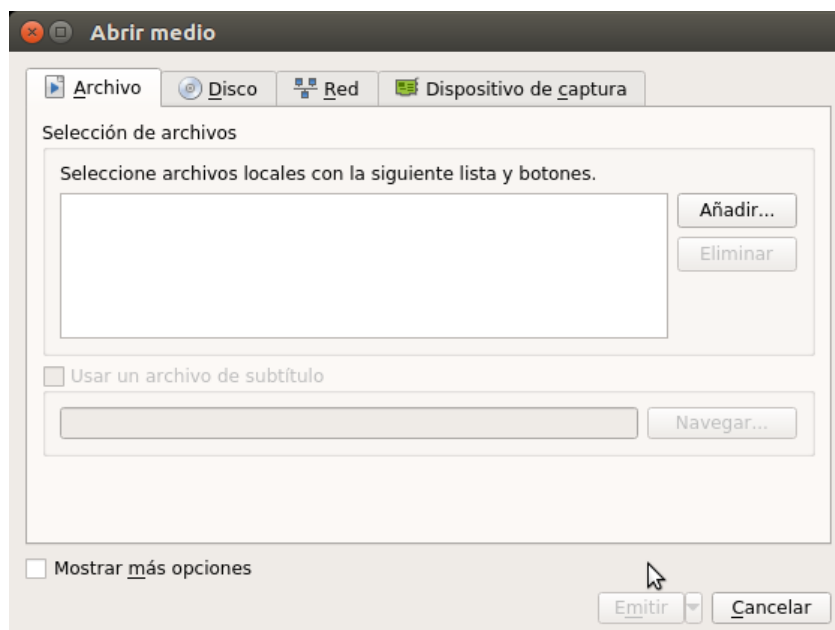 Abrir medio
Archivo Disco Red Dispositivo de captura
Selección de archivos
Seleccione archivos locales con la siguiente lista y botones.
Añadir...
Eliminar
Usar un archivo de subtítulo
Navegar...
Mostrar más opciones
Emitir Cancelar